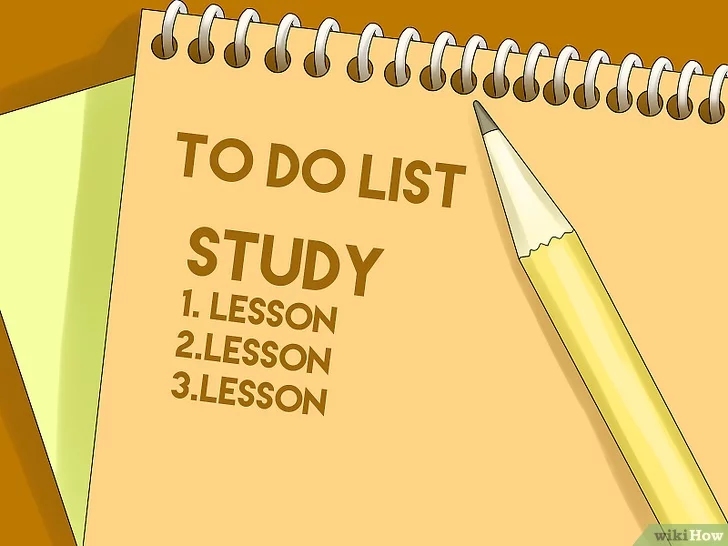 TO DO LIST
STUDY
1. LESSON
2.LESSON
3.LESSON
wikiHow